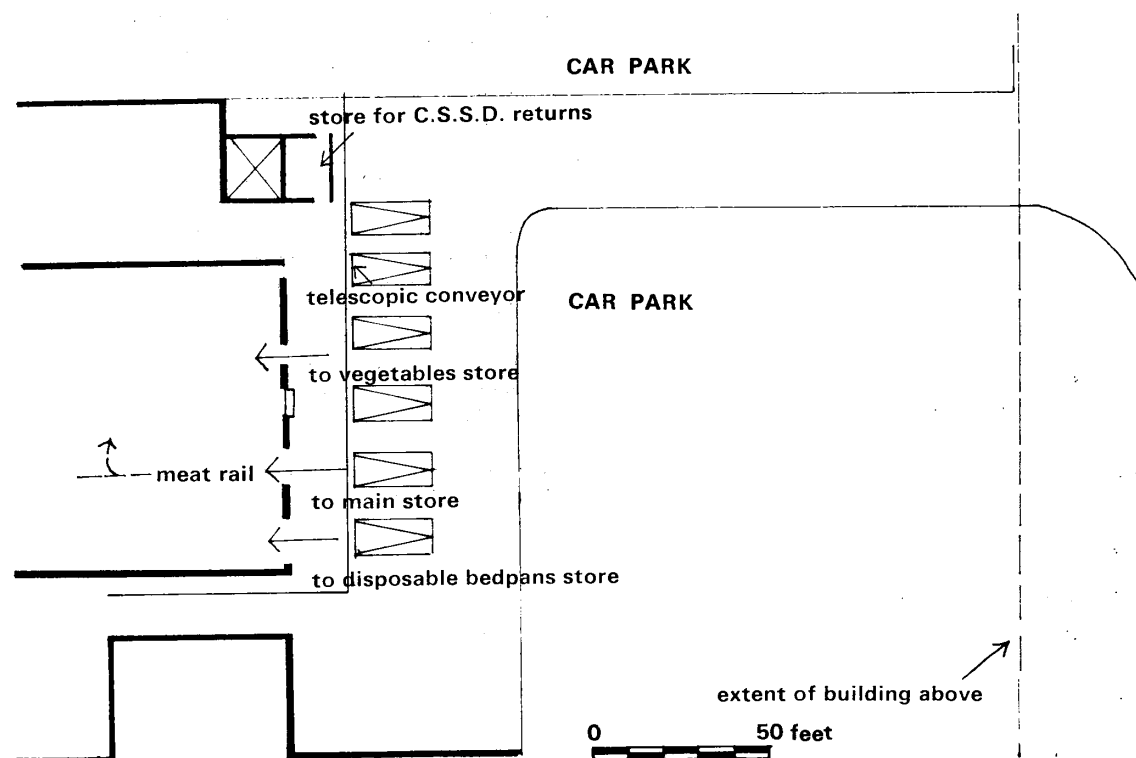 CAR PARK
store for C.S.S.D. returns
telescopic conveyor
CAR PARK
to vegetables store
meat rail
to main store
to disposable bedpans store
extent of building above
0 50 feet